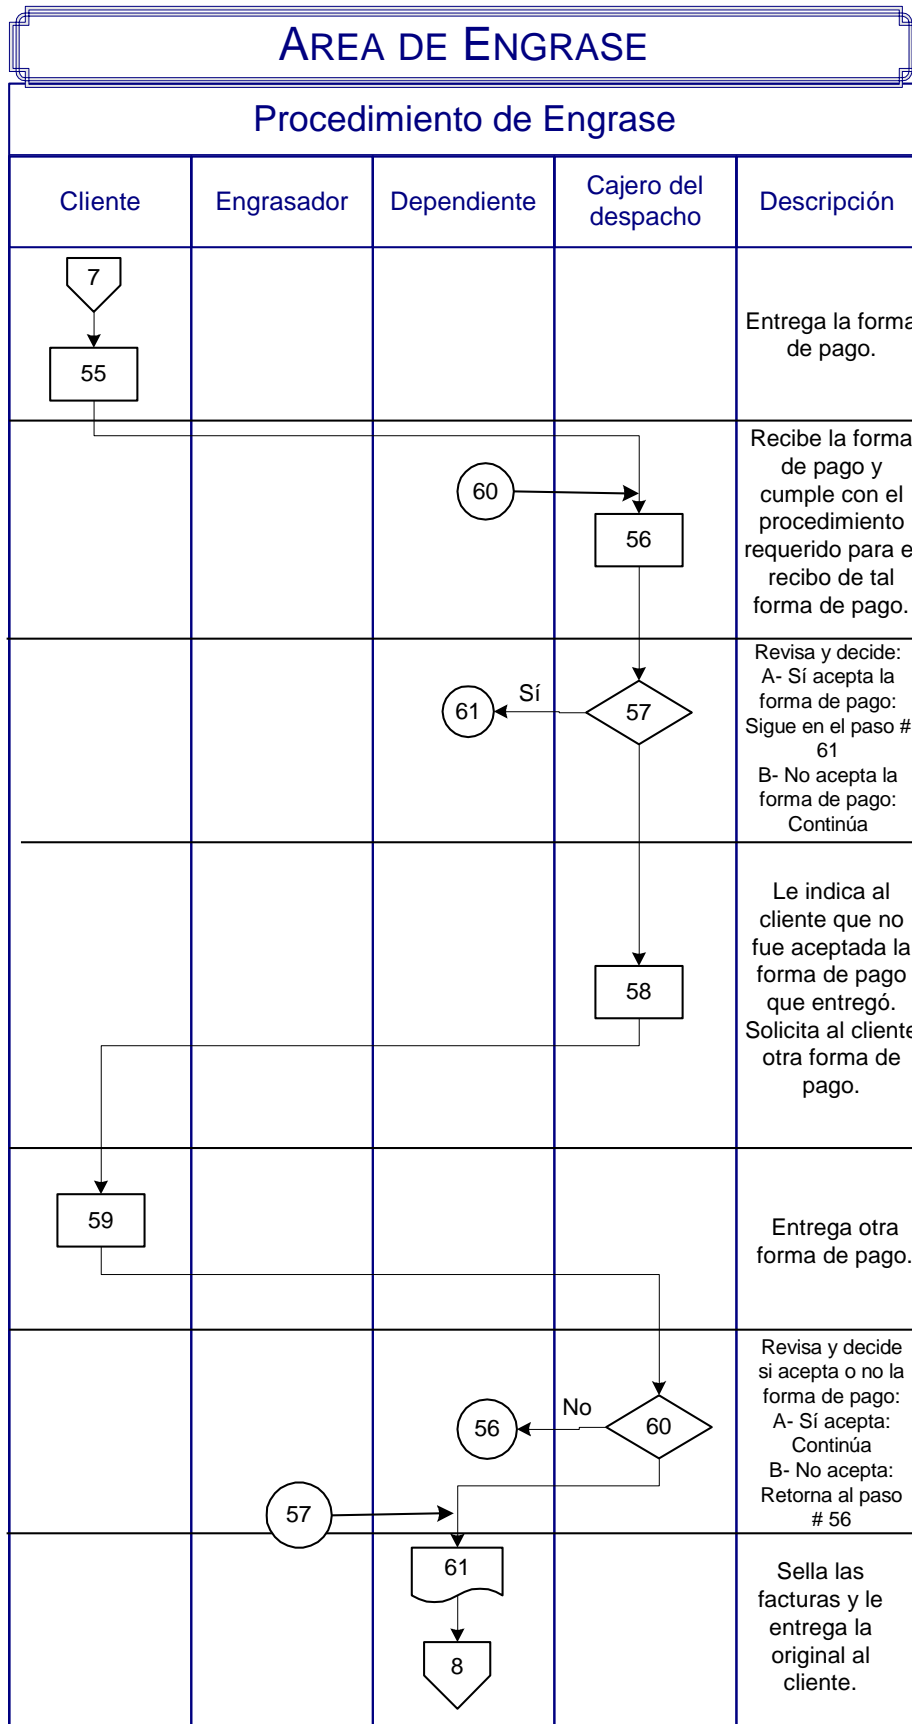 AREA DE ENGRASE
Procedimiento de Engrase
Cliente
Engrasador
Dependiente
Cajero del
despacho
Descripción
7
55
Entrega la forma
de pago.
60
56
Recibe la forma
de pago y
cumple con el
procedimiento
requerido para e
recibo de tal
forma de pago.
61
Sí
57
Revisa y decide:
A- Sí acepta la
forma de pago:
Sigue en el paso #
61
B- No acepta la
forma de pago:
Continúa
58
Le indica al
cliente que no
fue aceptada la
forma de pago
que entregó.
Solicita al cliente
otra forma de
pago.
59
Entrega otra
forma de pago.
56
No
60
57
Revisa y decide
si acepta o no la
forma de pago:
A- Sí acepta:
Continúa
B- No acepta:
Retorna al paso
# 56
61
8
Sella las
facturas y le
entrega la
original al
cliente.